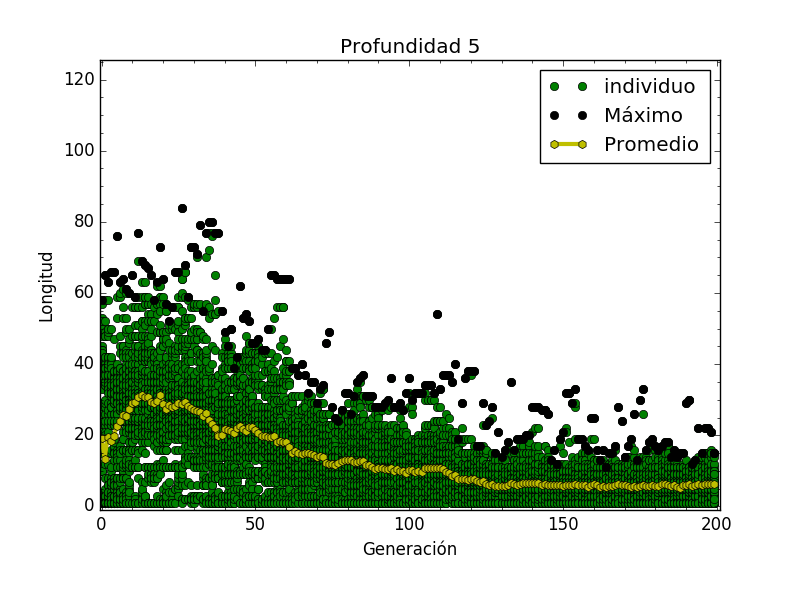 Profundidad 5
individuo
Máximo
Promedio
Longitud
120
100
80
60
40
20
0
0 50 100 150 200
Generación